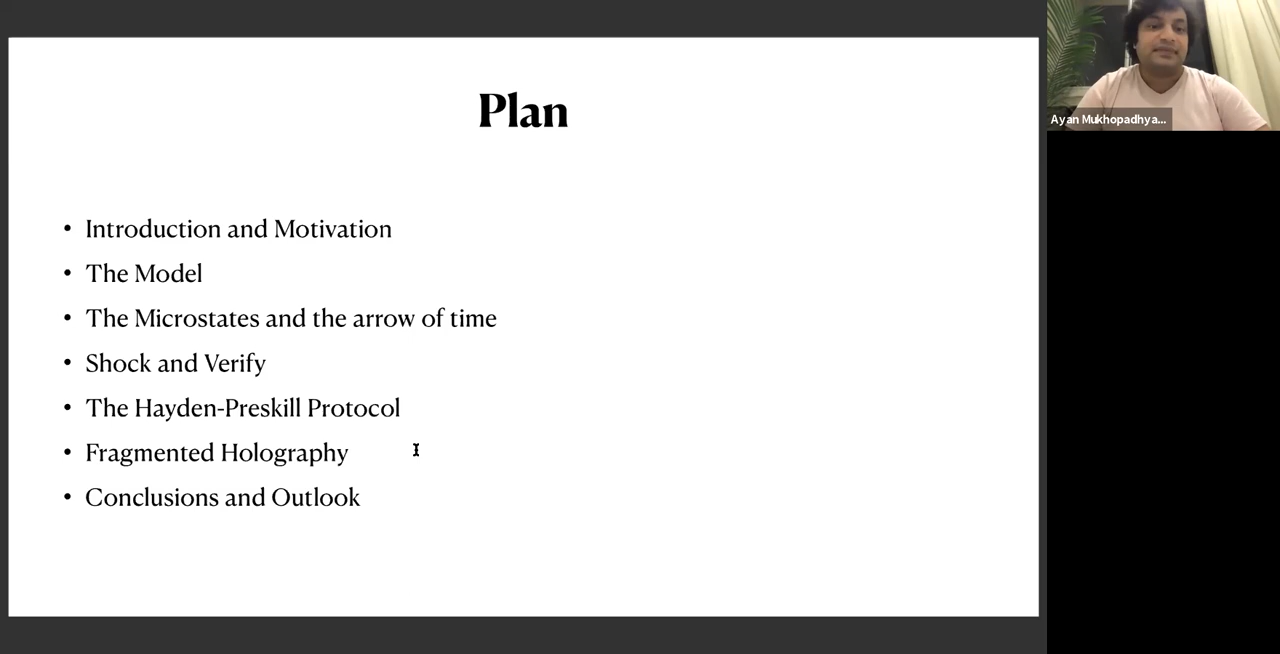 Plan
• Introduction and Motivation
• The Model
• The Microstates and the arrow of time
• Shock and Verify
• The Hayden-Preskill Protocol
• Fragmented Holography
• Conclusions and Outlook
Ayan Mukhopadhya...